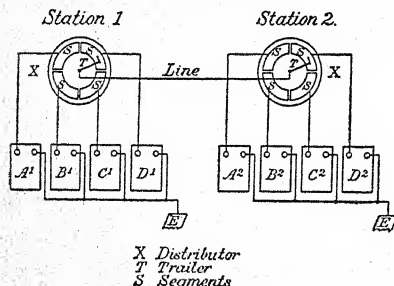 Station 1
Station 2.
S S
S S
T
X
Line
S S
S S
T
X
A¹ B¹ C¹ D¹
A² B² C² D²
E
E
X Distributor
T Trailer
S Segments